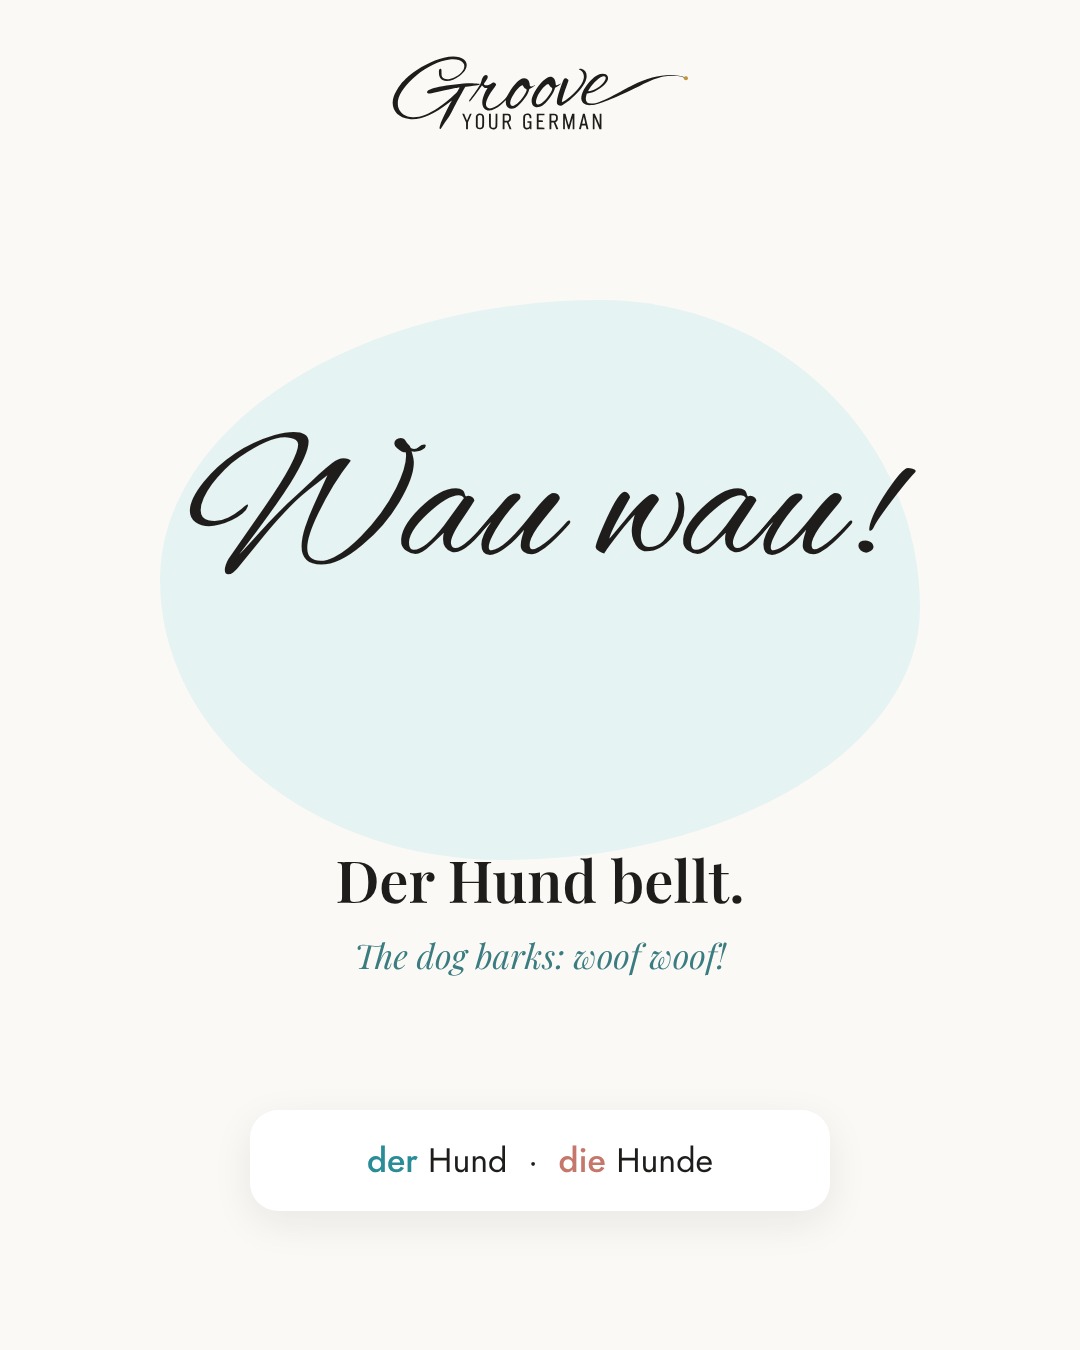 Groove
YOUR GERMAN
Wau wau!
Der Hund bellt.
The dog barks: woof woof!
der Hund · die Hunde